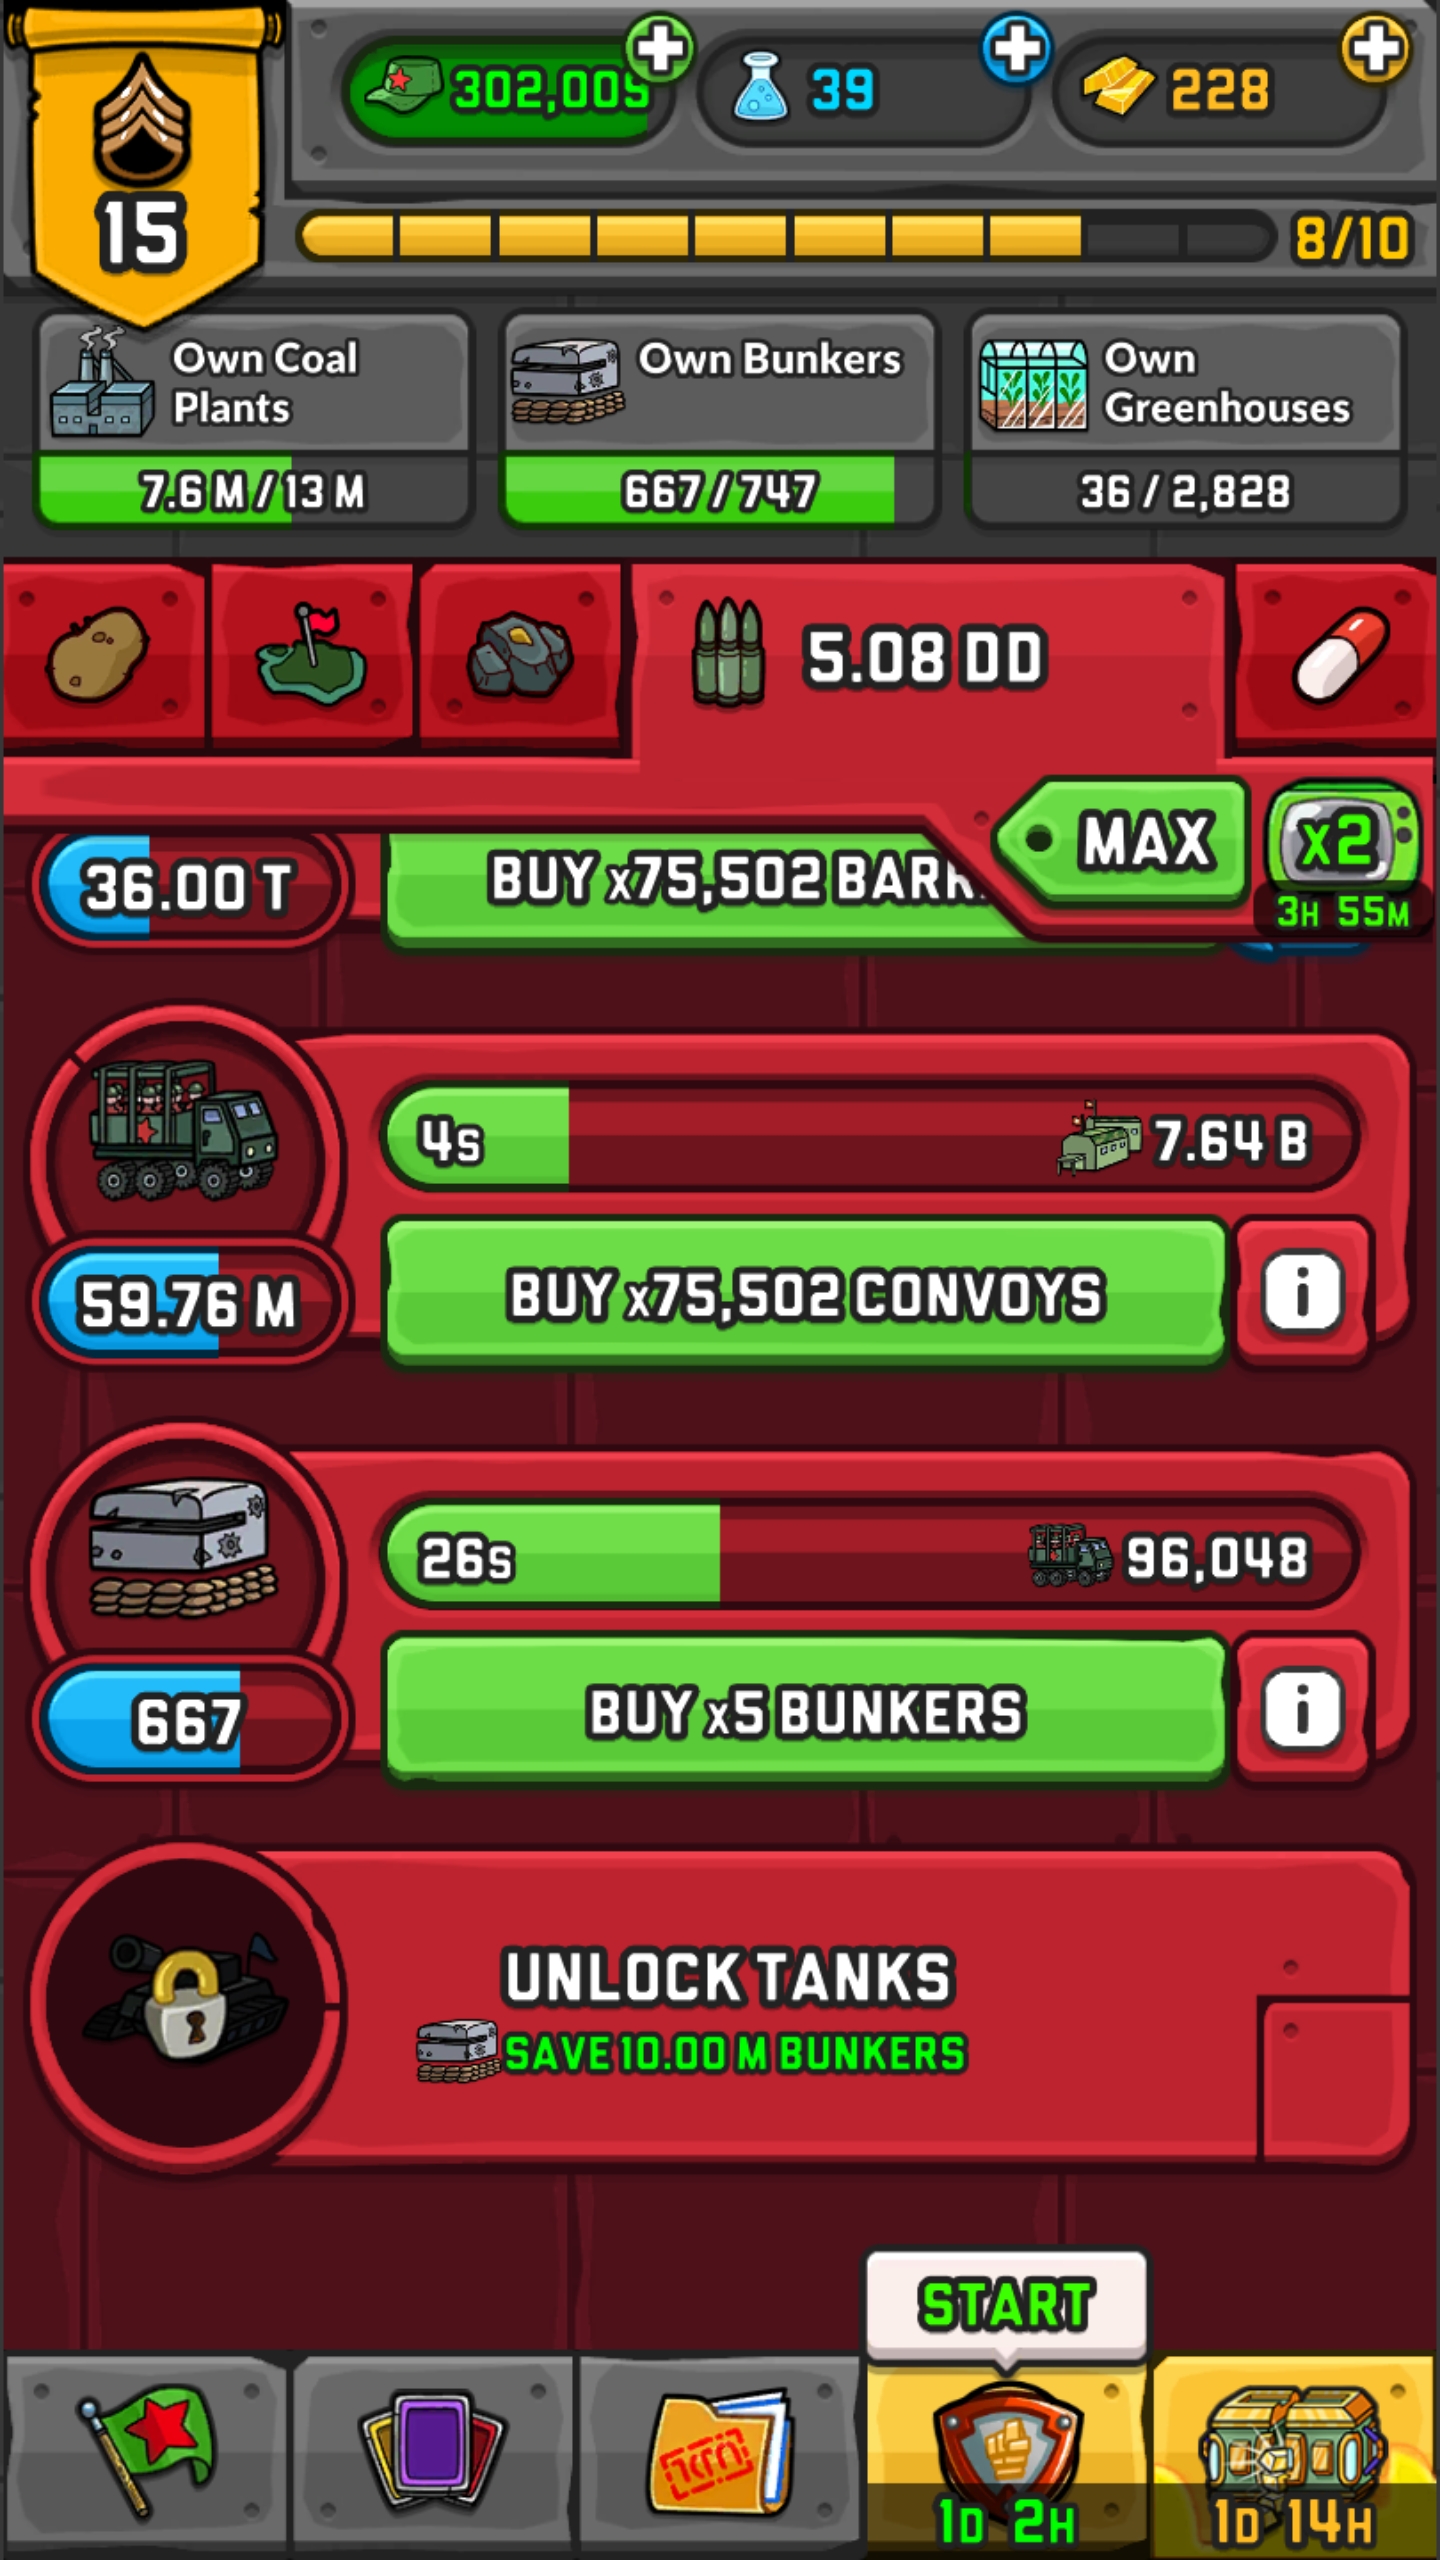 302,009
39
228
15
8/10
Own Coal
Plants
7.6 M / 13 M
Own Bunkers
667 / 747
Own
Greenhouses
36 / 2,828
5.08 DD
MAX
x2
3H 55M
36.00 T
BUY x75,502 BARR
4s
7.64 B
59.76 M
BUY x75,502 CONVOYS
i
26s
96,048
667
BUY x5 BUNKERS
i
UNLOCK TANKS
SAVE 10.00 M BUNKERS
START
1D 2H
1D 14H